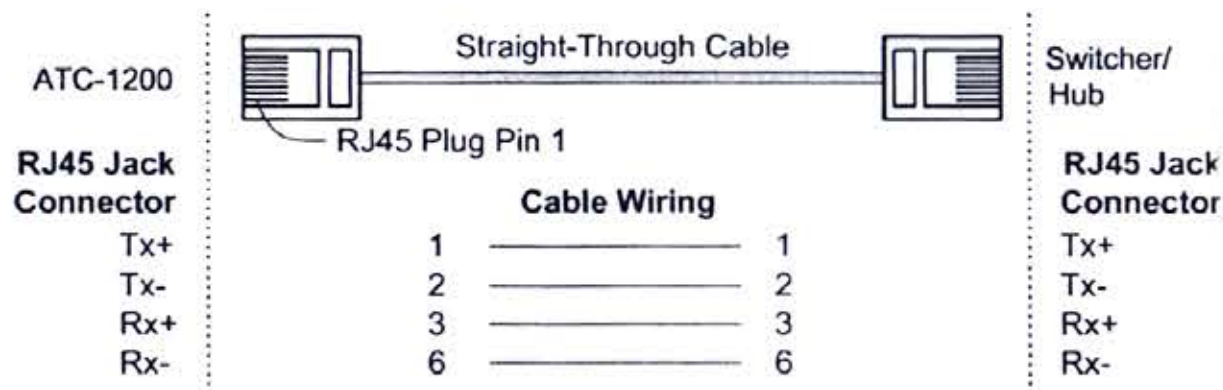 Straight-Through Cable
ATC-1200
Switcher/
Hub
RJ45 Plug Pin 1
RJ45 Jack
Connector
RJ45 Jack
Connector
Cable Wiring
Tx+ 1 1 Tx+
Tx- 2 2 Tx-
Rx+ 3 3 Rx+
Rx- 6 6 Rx-